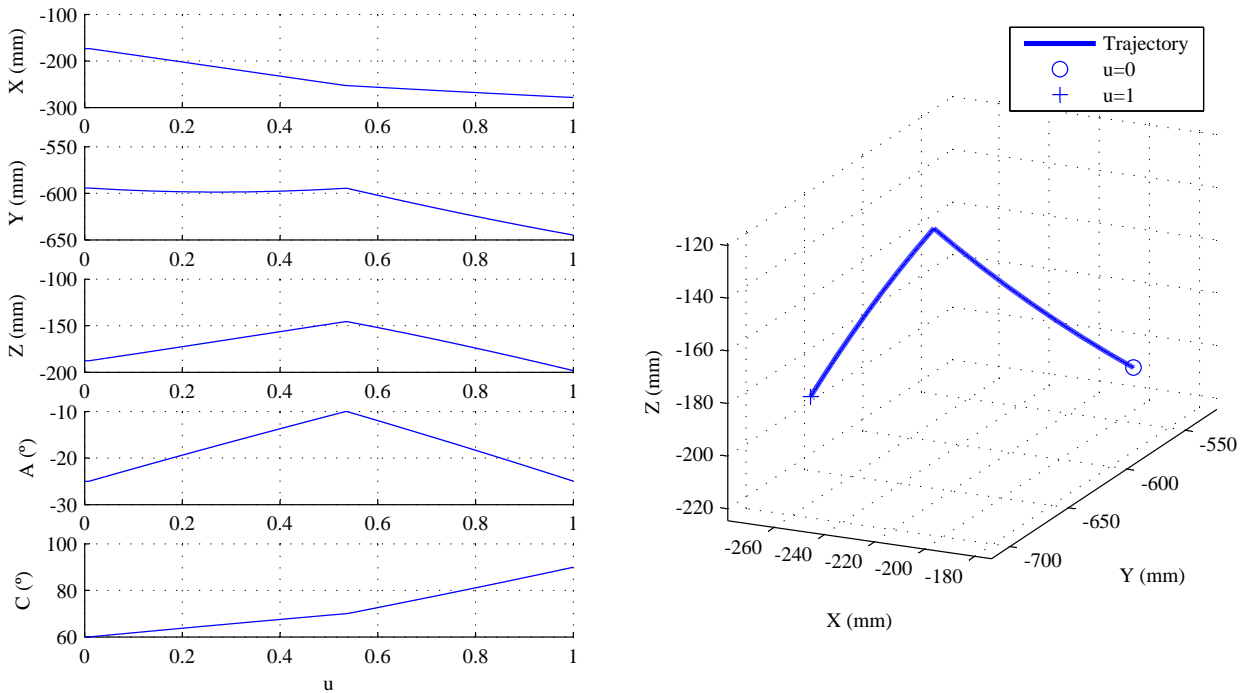 -100
-200
-300
X (mm)
0 0.2 0.4 0.6 0.8 1
-550
-600
-650
Y (mm)
0 0.2 0.4 0.6 0.8 1
-100
-150
-200
Z (mm)
0 0.2 0.4 0.6 0.8 1
-10
-20
-30
A (º)
0 0.2 0.4 0.6 0.8 1
100
80
60
C (º)
0 0.2 0.4 0.6 0.8 1
u
Trajectory
u=0
u=1
-120
-140
-160
-180
-200
-220
Z (mm)
-260 -240 -220 -200 -180
X (mm)
-550
-600
-650
-700
Y (mm)